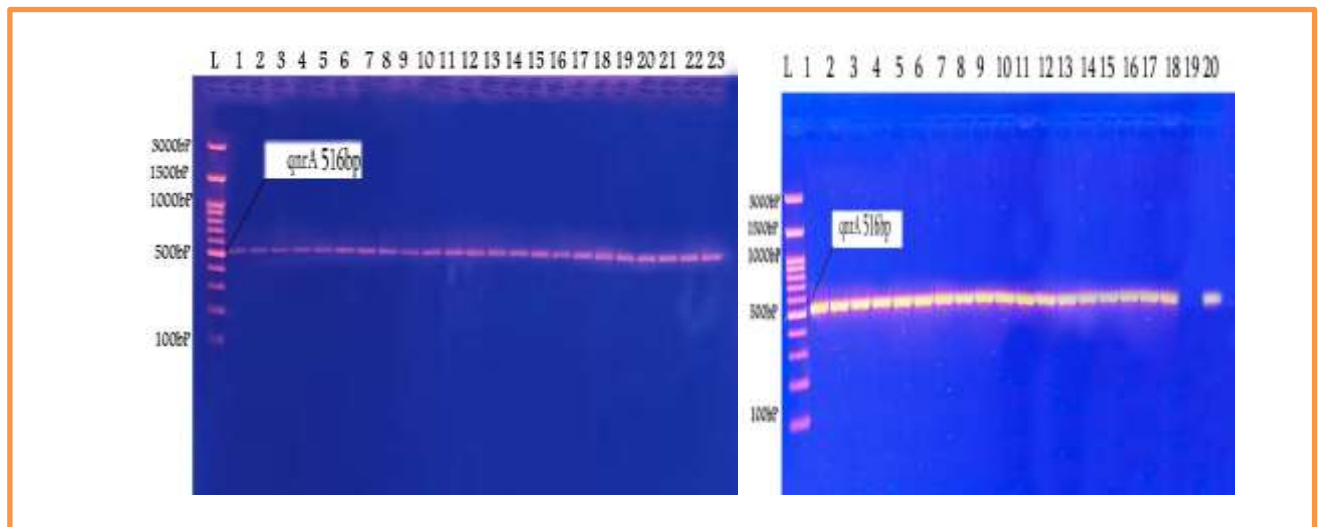 L 1 2 3 4 5 6 7 8 9 10 11 12 13 14 15 16 17 18 19 20 21 22 23
3000bP
1500bP
1000bP
qnrA 516bp
500bP
100bP
L 1 2 3 4 5 6 7 8 9 10 11 12 13 14 15 16 17 18 19 20
3000bP
1500bP
1000bP
qnrA 516bp
500bP
100bP